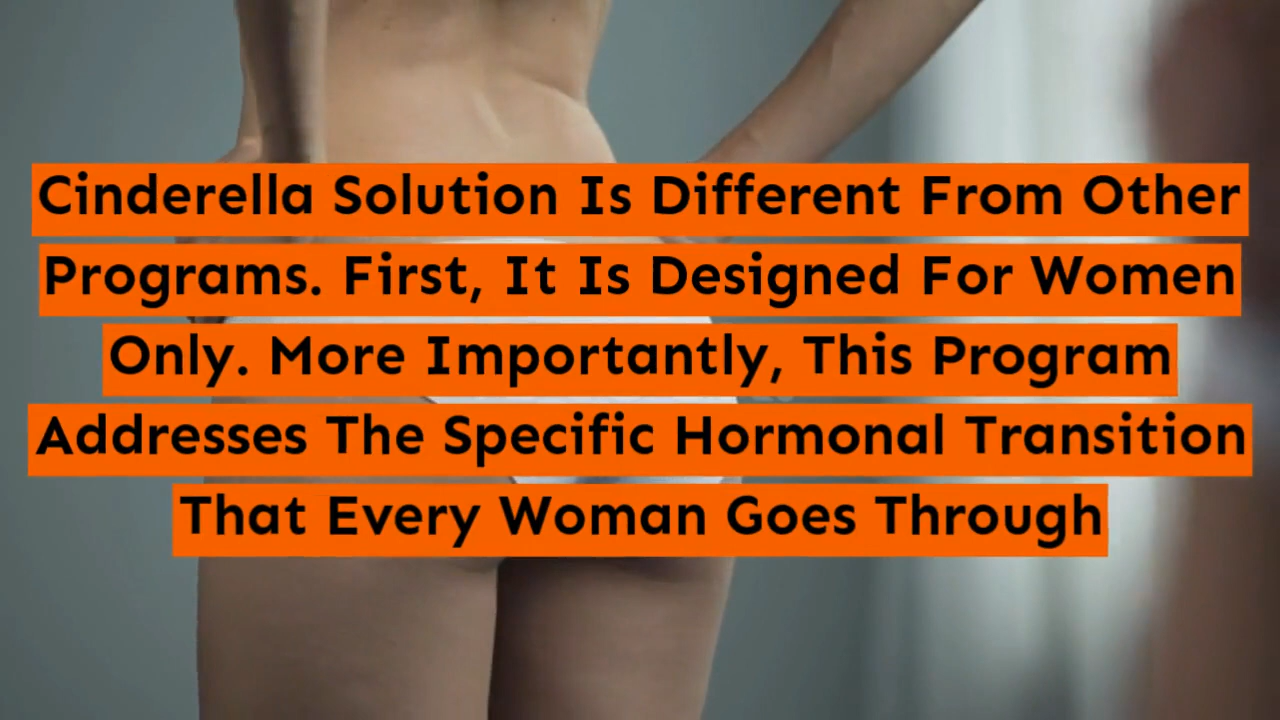 Cinderella Solution Is Different From Other
Programs. First, It Is Designed For Women
Only. More Importantly, This Program
Addresses The Specific Hormonal Transition
That Every Woman Goes Through